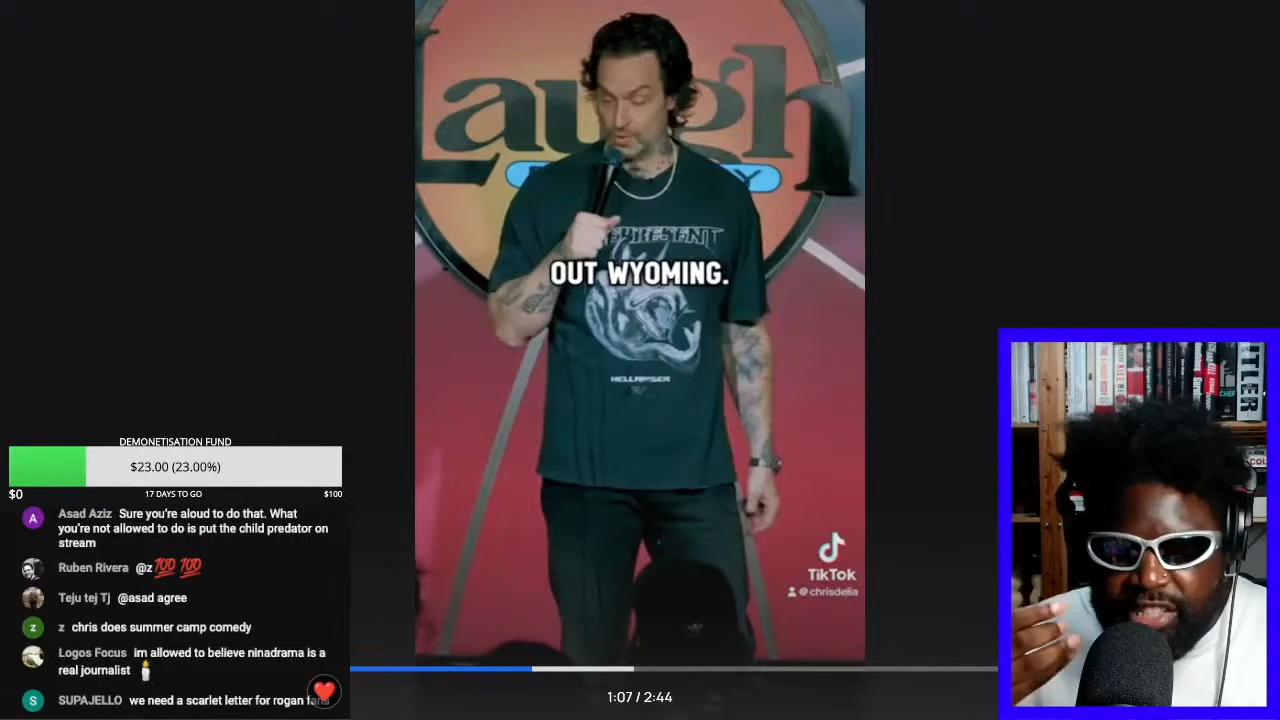 Laugh
OUT WYOMING.
HELLRAISER
TikTok
@chrisdelia
1:07 / 2:44
DEMONETISATION FUND
$23.00 (23.00%)
$0
17 DAYS TO GO
$100
A
Asad Aziz Sure you're aloud to do that. What
you're not allowed to do is put the child predator on
stream
Ruben Rivera @z💯 💯
Teju tej Tj @asad agree
z
z chris does summer camp comedy
Logos Focus im allowed to believe ninadrama is a
real journalist 🕯️
S
SUPAJELLO we need a scarlet letter for rogan fans
CHEF